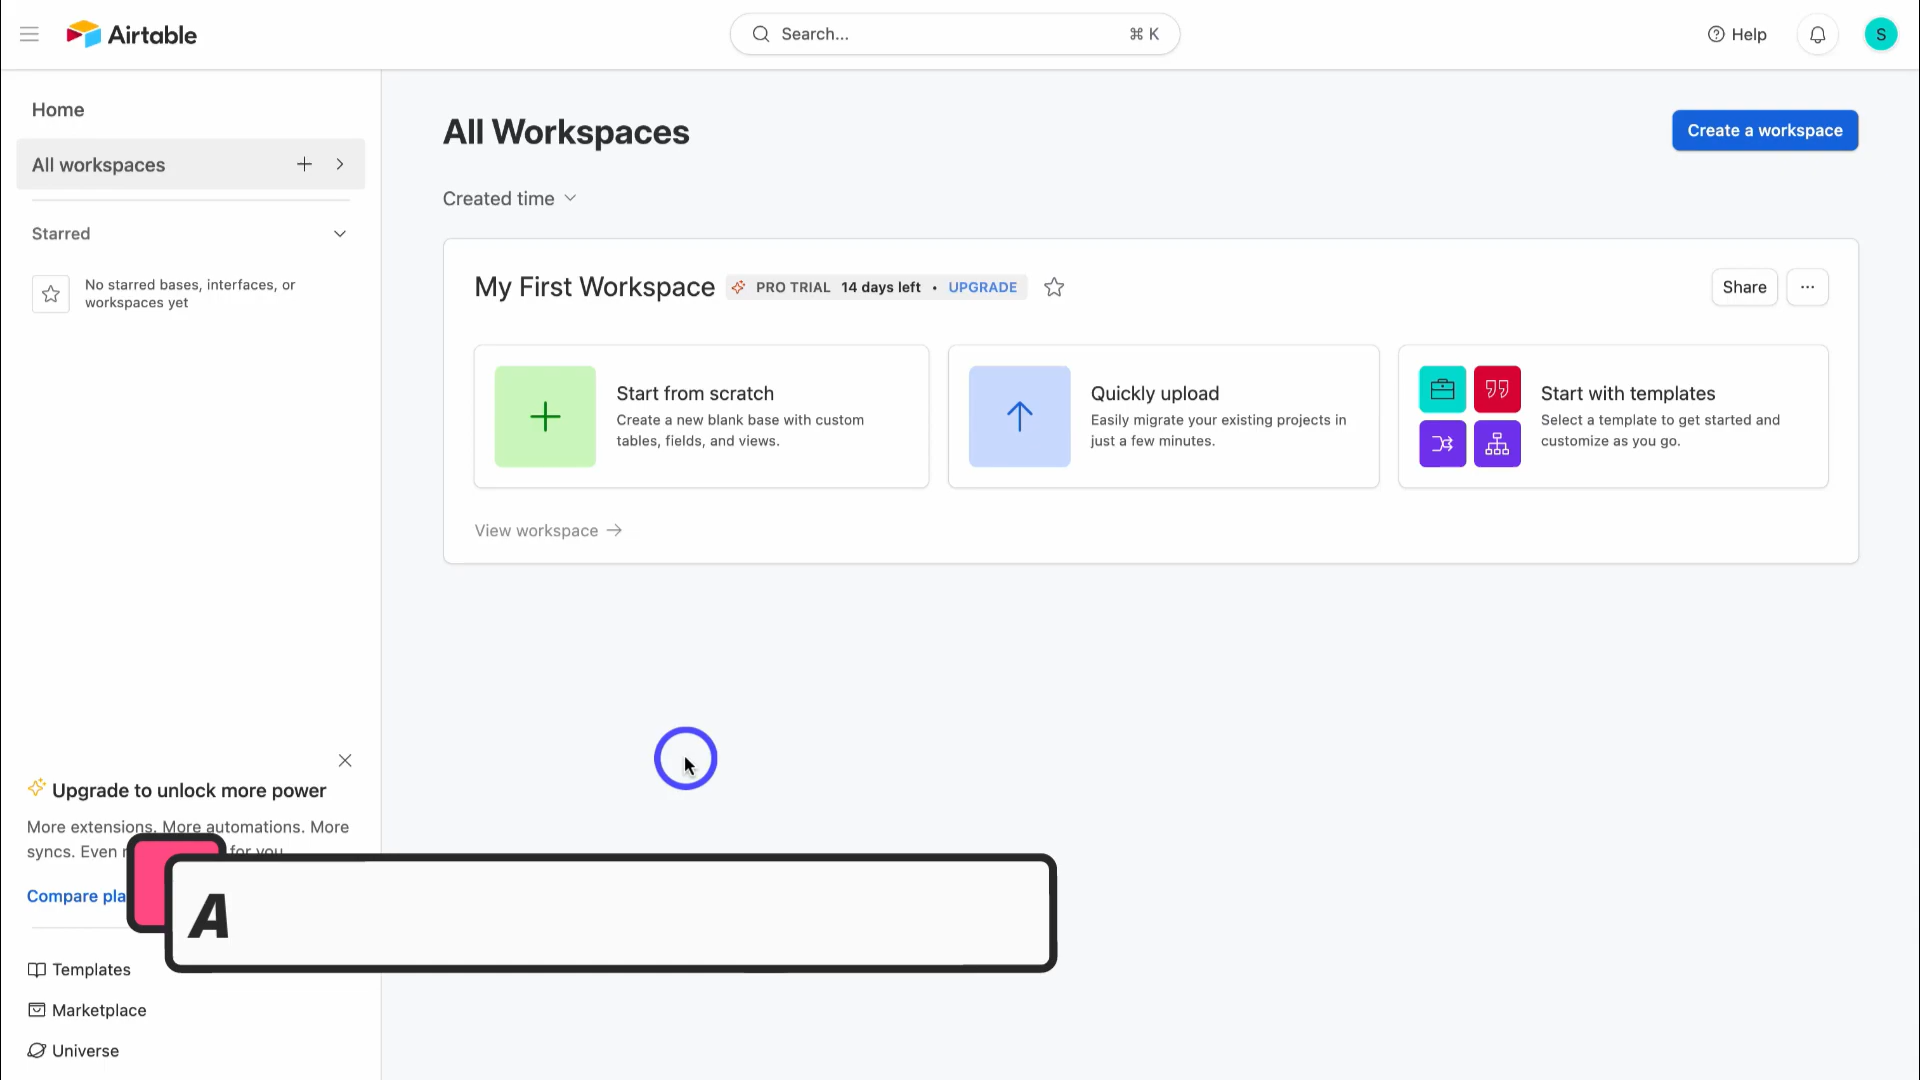 Airtable
Search...
⌘ K
Help
S
Home
All workspaces
Starred
No starred bases, interfaces, or
workspaces yet
All Workspaces
Create a workspace
Created time
My First Workspace
PRO TRIAL 14 days left • UPGRADE
Share
Start from scratch
Create a new blank base with custom
tables, fields, and views.
Quickly upload
Easily migrate your existing projects in
just a few minutes.
Start with templates
Select a template to get started and
customize as you go.
View workspace →
Upgrade to unlock more power
More extensions. More automations. More
syncs. Even for you
Compare pla
A
Templates
Marketplace
Universe